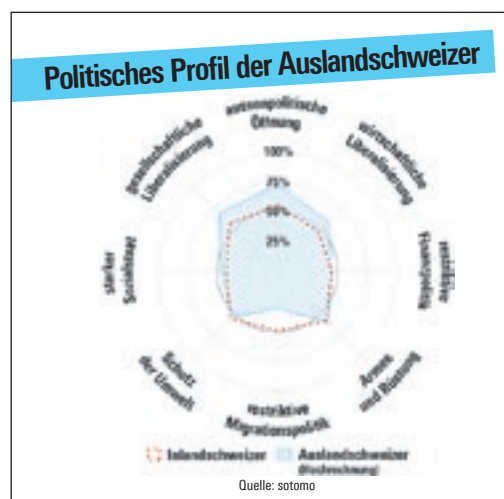 Politisches Profil der Auslandschweizer
aussenpolitische
Öffnung
wirtschaftliche
Liberalisierung
restriktive
Finanzpolitik
Armee
und Rüstung
restriktive
Migrationspolitik
Schutz
der Umwelt
starker
Sozialstaat
gesellschaftliche
Liberalisierung
100%
75%
50%
25%
Inlandschweizer
Auslandschweizer
(Hochrechnung)
Quelle: sotomo